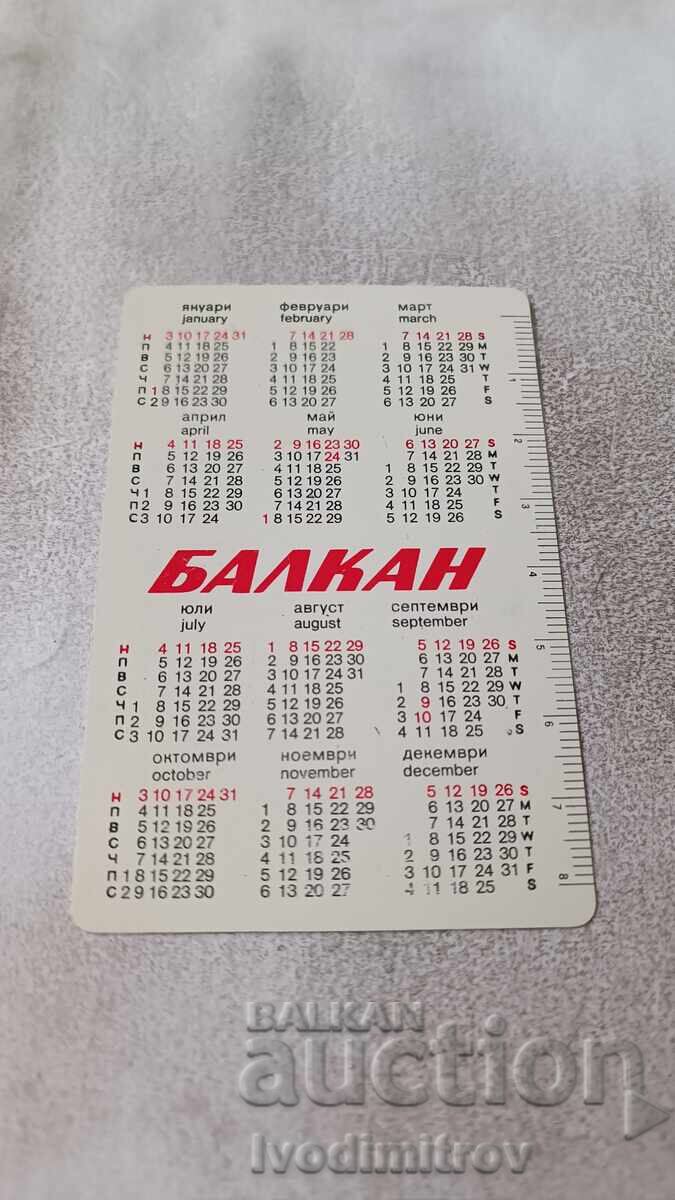 януари февруари март
january february march
Н 3 10 17 24 31 7 14 21 28 7 14 21 28 S
П 4 11 18 25 1 8 15 22 1 8 15 22 29 M
В 5 12 19 26 2 9 16 23 2 9 16 23 30 T
С 6 13 20 27 3 10 17 24 3 10 17 24 31 W
Ч 7 14 21 28 4 11 18 25 4 11 18 25 T
П 1 8 15 22 29 5 12 19 26 5 12 19 26 F
С 2 9 16 23 30 6 13 20 27 6 13 20 27 S
април май юни
april may june
Н 4 11 18 25 2 9 16 23 30 6 13 20 27 S
П 5 12 19 26 3 10 17 24 31 7 14 21 28 M
В 6 13 20 27 4 11 18 25 1 8 15 22 29 T
С 7 14 21 28 5 12 19 26 2 9 16 23 30 W
Ч 1 8 15 22 29 6 13 20 27 3 10 17 24 T
П 2 9 16 23 30 7 14 21 28 4 11 18 25 F
С 3 10 17 24 1 8 15 22 29 5 12 19 26 S
БАЛКАН
юли август септември
july august september
Н 4 11 18 25 1 8 15 22 29 5 12 19 26 S
П 5 12 19 26 2 9 16 23 30 6 13 20 27 M
В 6 13 20 27 3 10 17 24 31 7 14 21 28 T
С 7 14 21 28 4 11 18 25 1 8 15 22 29 W
Ч 1 8 15 22 29 5 12 19 26 2 9 16 23 30 T
П 2 9 16 23 30 6 13 20 27 3 10 17 24 F
С 3 10 17 24 31 7 14 21 28 4 11 18 25 S
октомври ноември декември
october november december
Н 3 10 17 24 31 7 14 21 28 5 12 19 26 S
П 4 11 18 25 1 8 15 22 29 6 13 20 27 M
В 5 12 19 26 2 9 16 23 30 7 14 21 28 T
С 6 13 20 27 3 10 17 24 1 8 15 22 29 W
Ч 7 14 21 28 4 11 18 25 2 9 16 23 30 T
П 1 8 15 22 29 5 12 19 26 3 10 17 24 31 F
С 2 9 16 23 30 6 13 20 27 4 11 18 25 S
1
2
3
4
5
6
7
8
BALKAN
auction
Ivodimitrov